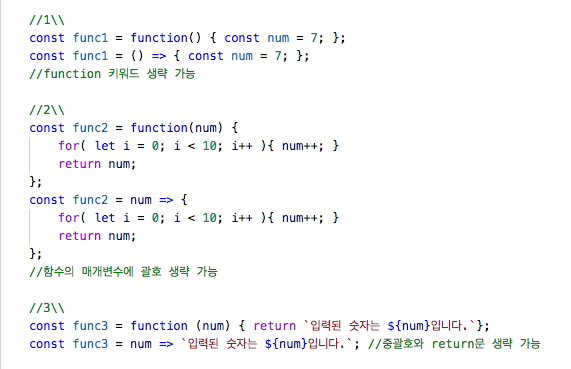 //1\\
const func1 = function() { const num = 7; };
const func1 = () => { const num = 7; };
//function 키워드 생략 가능
//2\\
const func2 = function(num) {
for( let i = 0; i < 10; i++ ){ num++; }
return num;
};
const func2 = num => {
for( let i = 0; i < 10; i++ ){ num++; }
return num;
};
//함수의 매개변수에 괄호 생략 가능
//3\\
const func3 = function (num) { return `입력된 숫자는 ${num}입니다.`};
const func3 = num => `입력된 숫자는 ${num}입니다.`; //중괄호와 return문 생략 가능